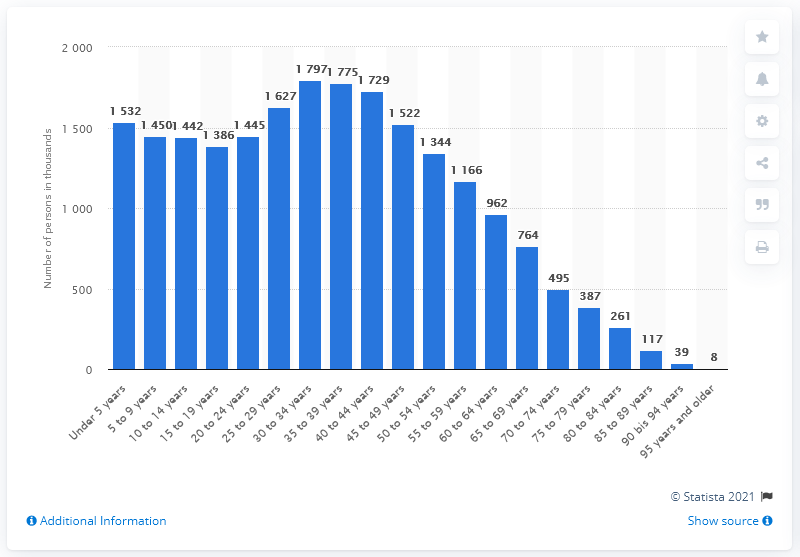 2 000
1 797
1 775
1 729
1 627
1 532
1 522
1 450
1 442
1 445
1 386
1 500
1 344
1 166
1 000
962
764
500
495
387
261
117
39
8
0
Number of persons in thousands
Under 5 years
5 to 9 years
10 to 14 years
15 to 19 years
20 to 24 years
25 to 29 years
30 to 34 years
35 to 39 years
40 to 44 years
45 to 49 years
50 to 54 years
55 to 59 years
60 to 64 years
65 to 69 years
70 to 74 years
75 to 79 years
80 to 84 years
85 to 89 years
90 bis 94 years
95 years and older
© Statista 2021
Additional Information
Show source